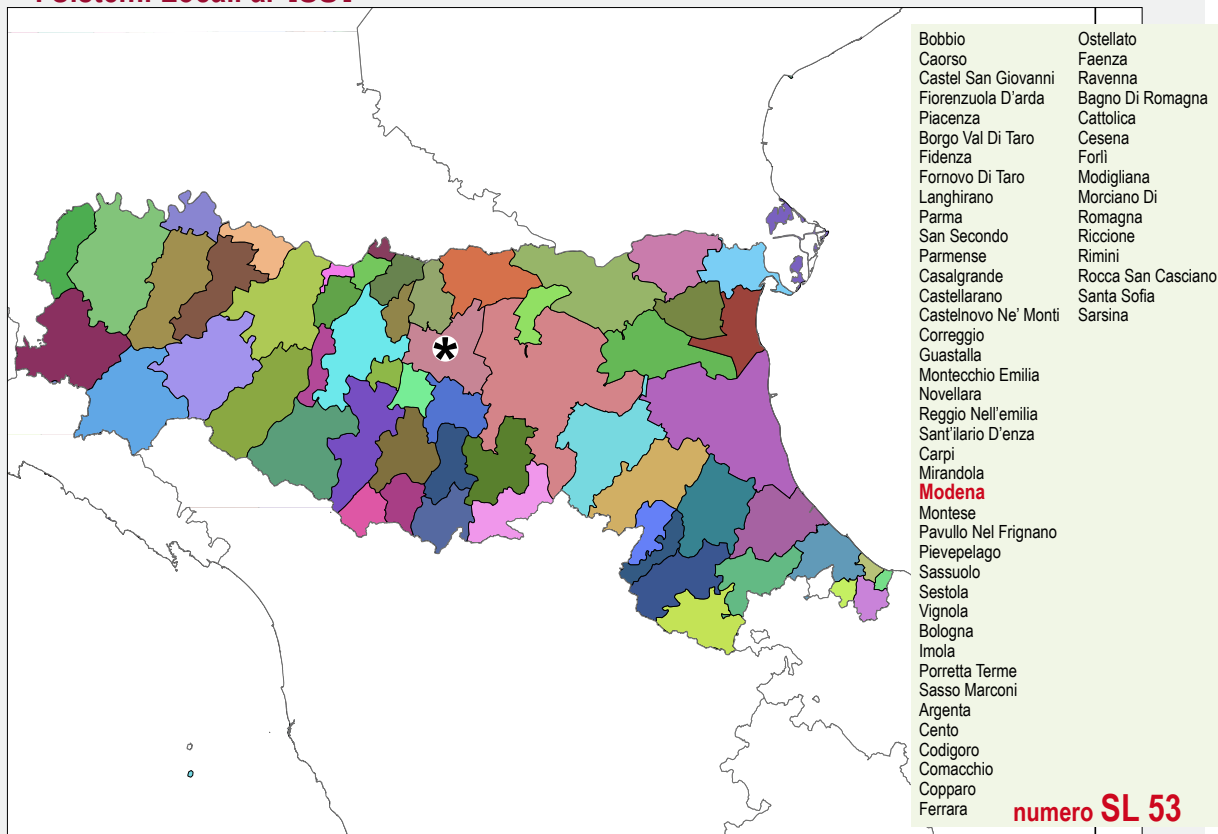 I Sistemi Locali al
Bobbio
Caorso
Castel San Giovanni
Fiorenzuola D'arda
Piacenza
Borgo Val Di Taro
Fidenza
Fornovo Di Taro
Langhirano
Parma
San Secondo
Parmense
Casalgrande
Castellarano
Castelnovo Ne' Monti
Correggio
Guastalla
Montecchio Emilia
Novellara
Reggio Nell'emilia
Sant'ilario D'enza
Carpi
Mirandola
Modena
Montese
Pavullo Nel Frignano
Pievepelago
Sassuolo
Sestola
Vignola
Bologna
Imola
Porretta Terme
Sasso Marconi
Argenta
Cento
Codigoro
Comacchio
Copparo
Ferrara
Ostellato
Faenza
Ravenna
Bagno Di Romagna
Cattolica
Cesena
Forlì
Modigliana
Morciano Di
Romagna
Riccione
Rimini
Rocca San Casciano
Santa Sofia
Sarsina
numero SL 53